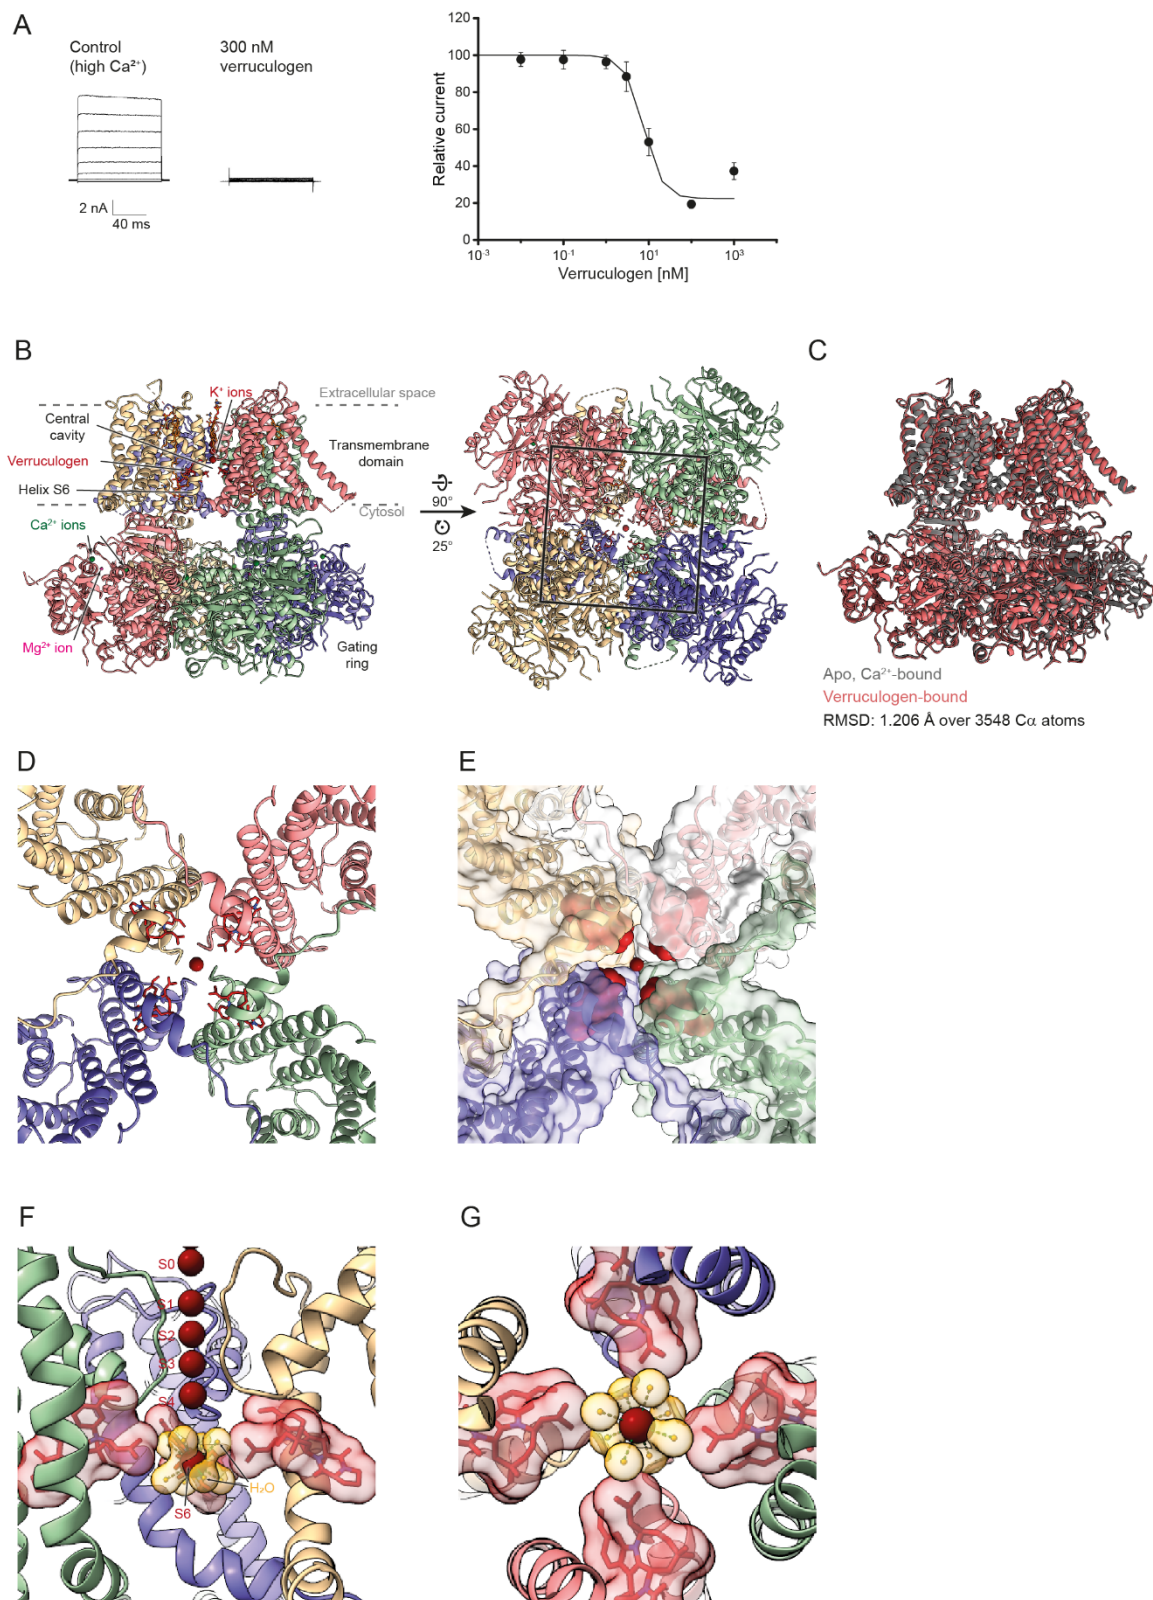 A
Control
(high Ca²⁺)
300 nM
verruculogen
2 nA
40 ms
Relative current
120
100
80
60
40
20
0
10⁻³
10⁻¹
10¹
10³
Verruculogen [nM]
B
K⁺ ions
Extracellular space
Central
cavity
Transmembrane
domain
Verruculogen
Helix S6
Cytosol
Ca²⁺ ions
Mg²⁺ ion
Gating
ring
90°
25°
C
Apo, Ca²⁺-bound
Verruculogen-bound
RMSD: 1.206 Å over 3548 Cα atoms
D
E
F
S0
S1
S2
S3
S4
H₂O
S6
G